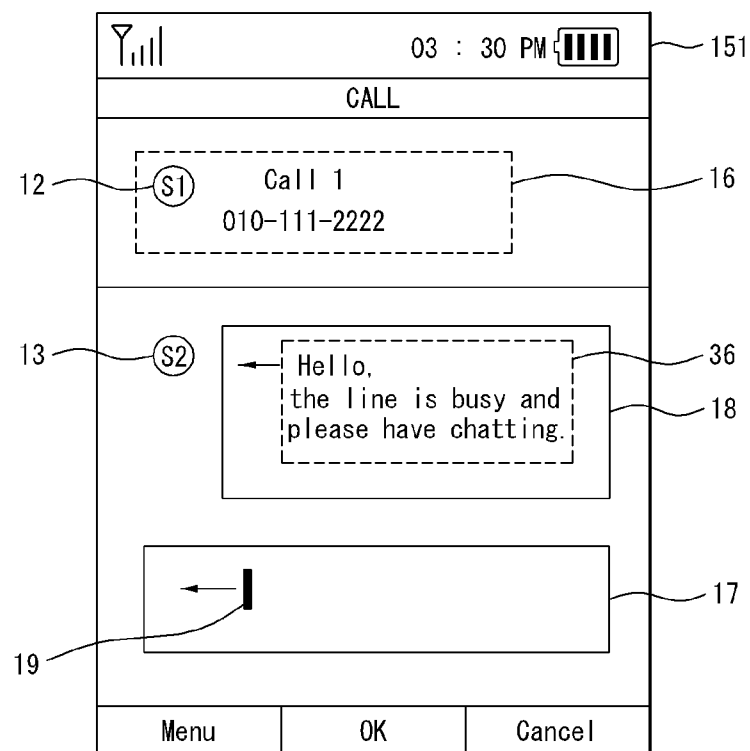 03 : 30 PM
151
CALL
12
S1
Call 1
16
010-111-2222
13
S2
Hello,
36
the line is busy and
18
please have chatting.
17
19
Menu
OK
Cancel